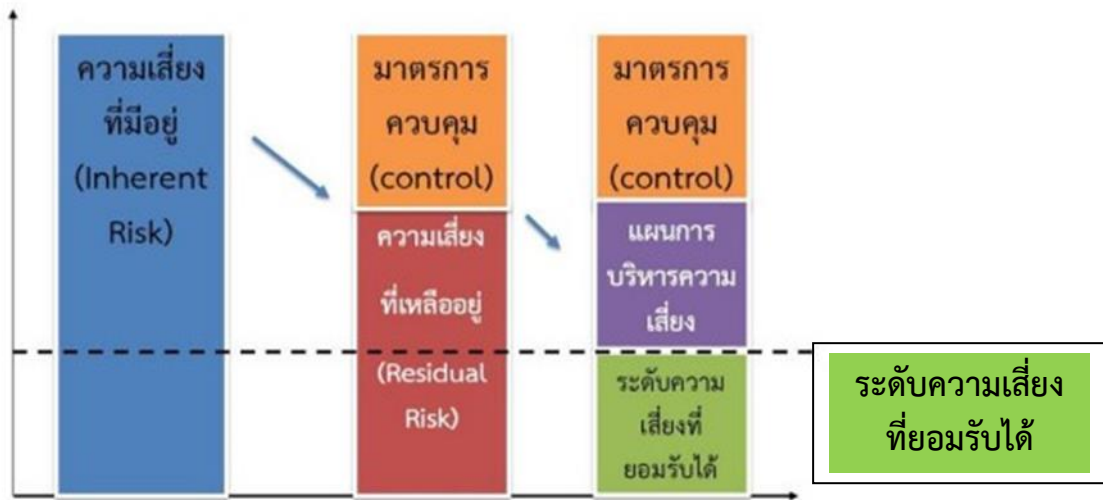 ความเสี่ยง
ที่มีอยู่
(Inherent
Risk)
มาตรการ
ควบคุม
(control)
ความเสี่ยง
ที่เหลืออยู่
(Residual
Risk)
มาตรการ
ควบคุม
(control)
แผนการ
บริหารความ
เสี่ยง
ระดับความ
เสี่ยงที่
ยอมรับได้
ระดับความเสี่ยง
ที่ยอมรับได้